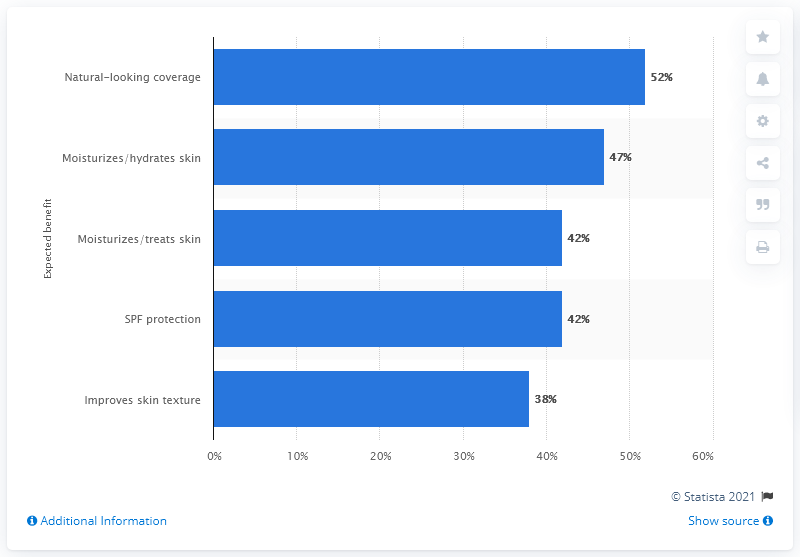 Expected benefit
Natural-looking coverage 52%
Moisturizes/hydrates skin 47%
Moisturizes/treats skin 42%
SPF protection 42%
Improves skin texture 38%
0% 10% 20% 30% 40% 50% 60%
© Statista 2021
Additional Information Show source